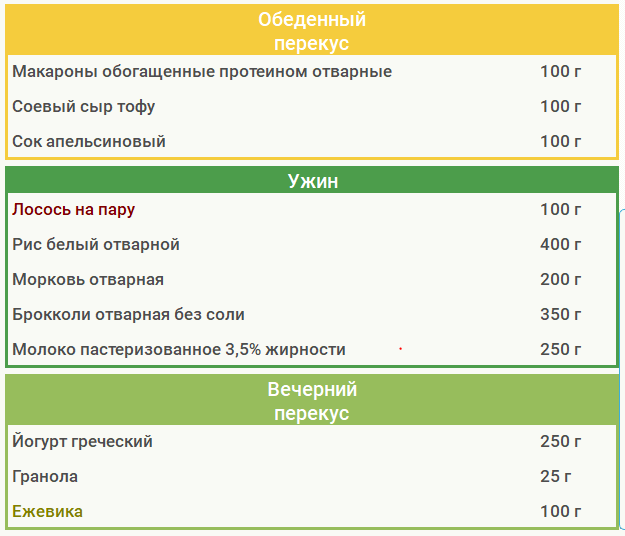 Обеденный
перекус
Макароны обогащенные протеином отварные 100 г
Соевый сыр тофу 100 г
Сок апельсиновый 100 г
Ужин
Лосось на пару 100 г
Рис белый отварной 400 г
Морковь отварная 200 г
Брокколи отварная без соли 350 г
Молоко пастеризованное 3,5% жирности 250 г
Вечерний
перекус
Йогурт греческий 250 г
Гранола 25 г
Ежевика 100 г